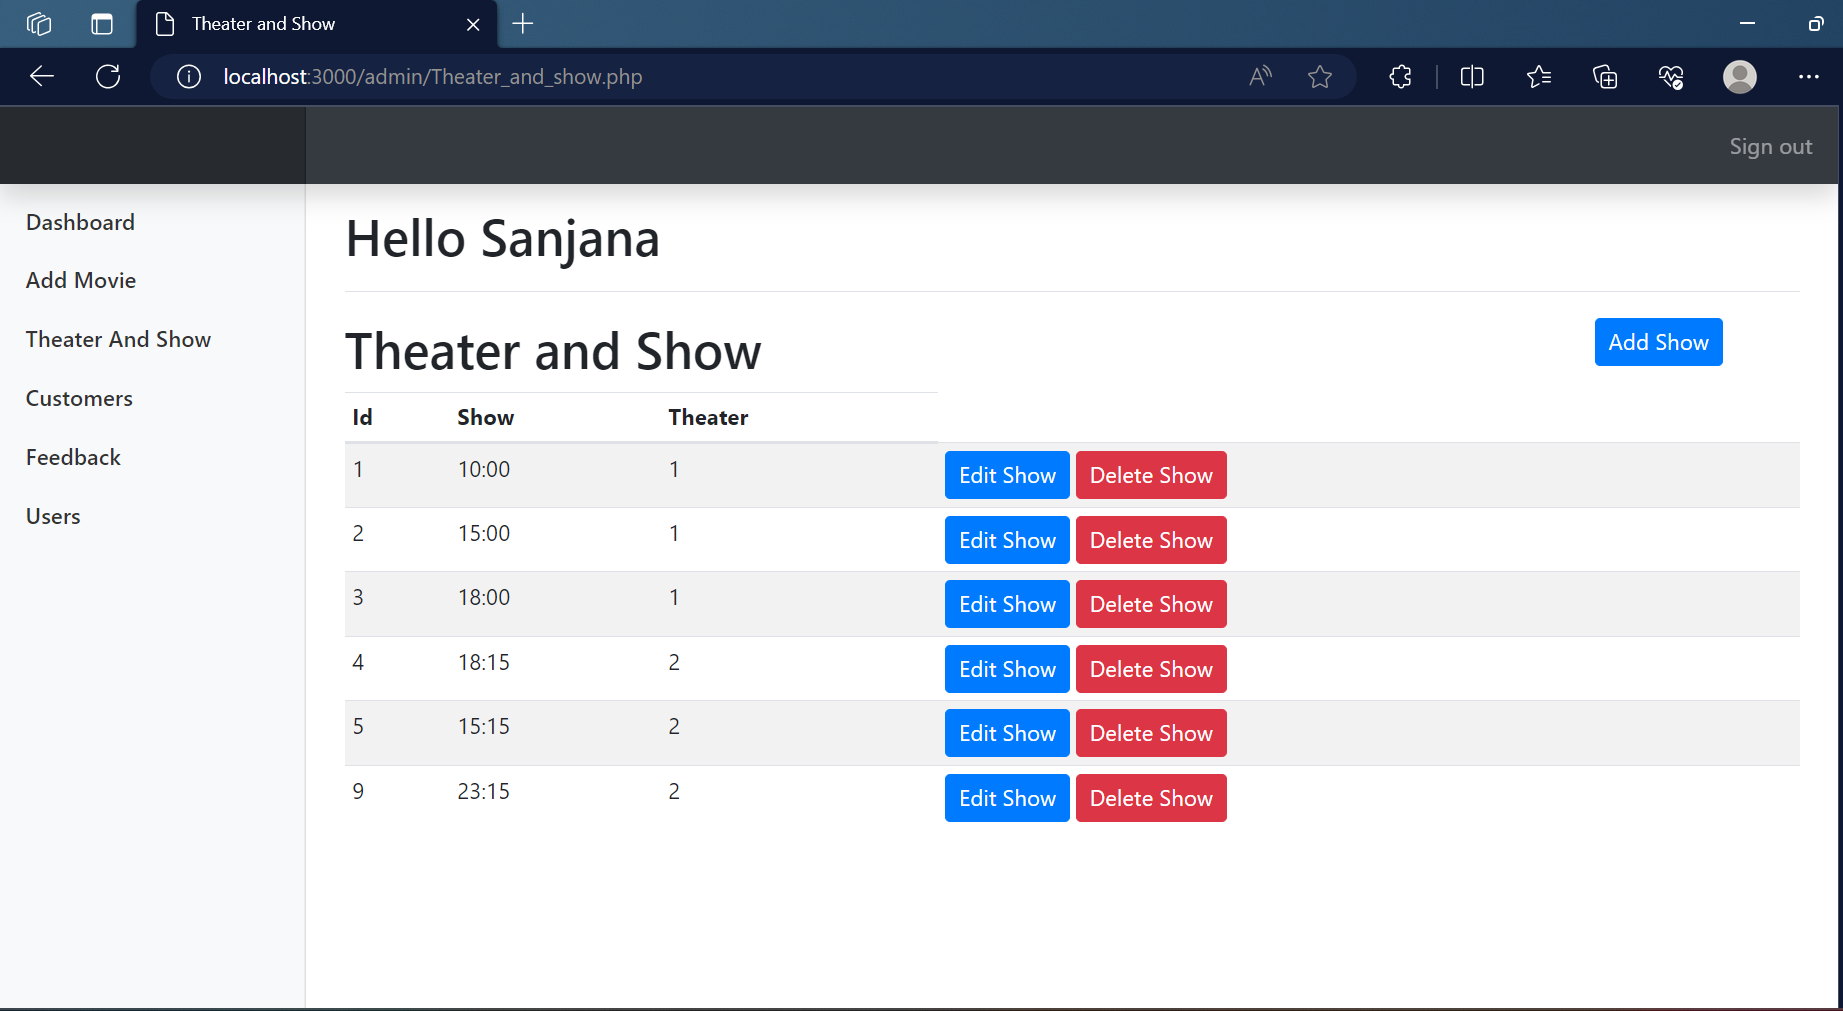 Theater and Show
localhost:3000/admin/Theater_and_show.php
Sign out
Dashboard
Add Movie
Theater And Show
Customers
Feedback
Users
Hello Sanjana
Theater and Show
Add Show
Id Show Theater
1 10:00 1 Edit Show Delete Show
2 15:00 1 Edit Show Delete Show
3 18:00 1 Edit Show Delete Show
4 18:15 2 Edit Show Delete Show
5 15:15 2 Edit Show Delete Show
9 23:15 2 Edit Show Delete Show